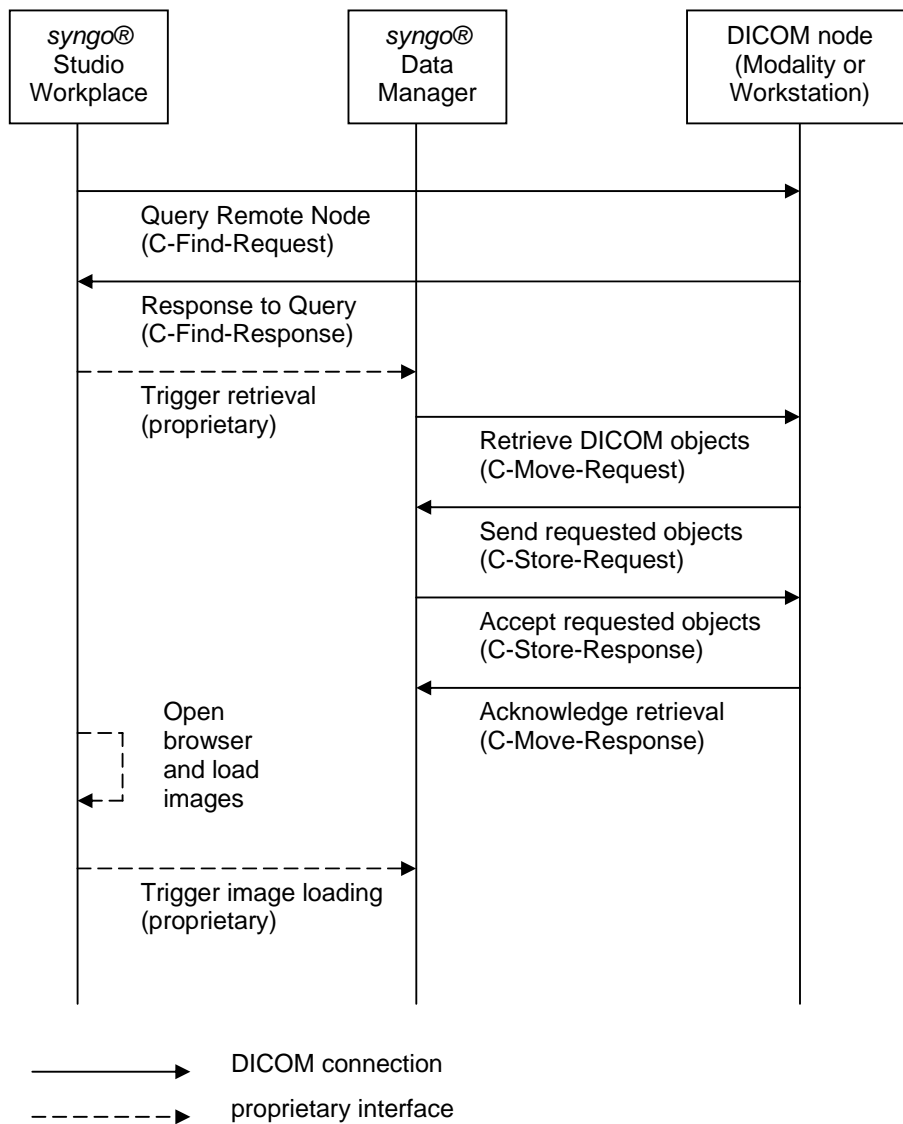 syngo®
Studio
Workplace
syngo®
Data
Manager
DICOM node
(Modality or
Workstation)
Query Remote Node
(C-Find-Request)
Response to Query
(C-Find-Response)
Trigger retrieval
(proprietary)
Retrieve DICOM objects
(C-Move-Request)
Send requested objects
(C-Store-Request)
Accept requested objects
(C-Store-Response)
Acknowledge retrieval
(C-Move-Response)
Open
browser
and load
images
Trigger image loading
(proprietary)
DICOM connection
proprietary interface